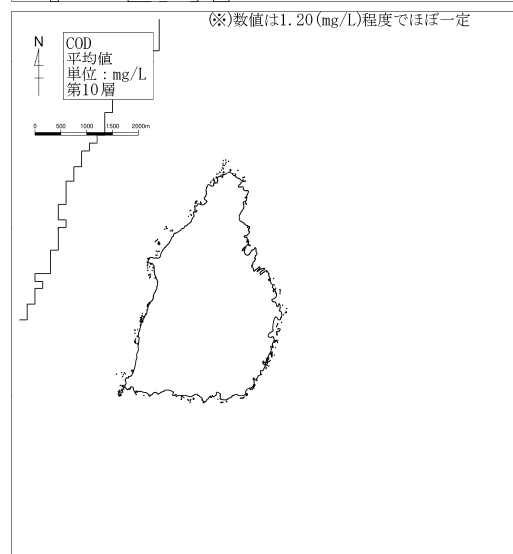 (※)数値は1.20(mg/L)程度でほぼ一定
N
COD
平均値
単位：mg/L
第10層
0 500 1000 1500 2000m